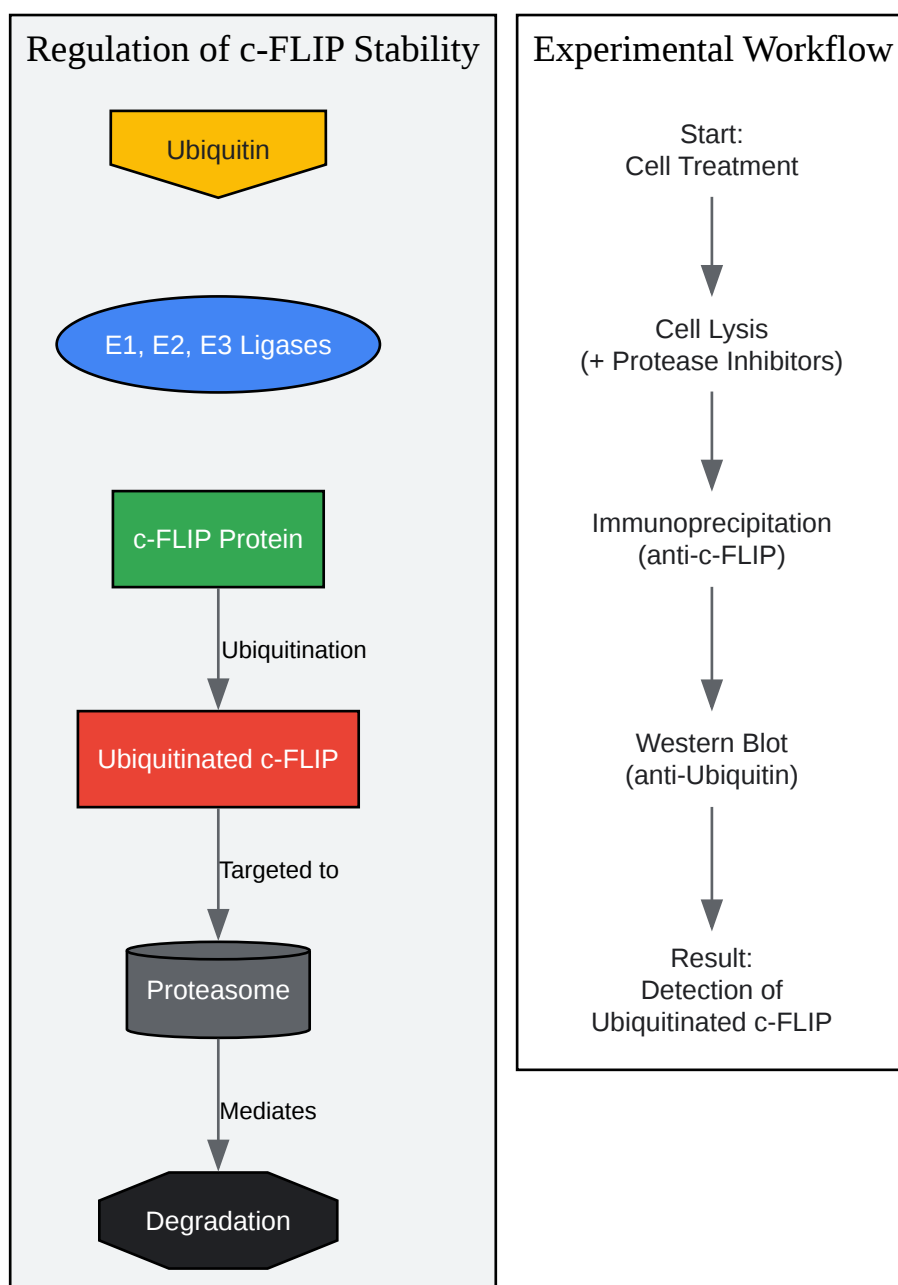 Regulation of c-FLIP Stability
Ubiquitin
E1, E2, E3 Ligases
c-FLIP Protein
Ubiquitination
Ubiquitinated c-FLIP
Targeted to
Proteasome
Mediates
Degradation
Experimental Workflow
Start:
Cell Treatment
Cell Lysis
(+ Protease Inhibitors)
Immunoprecipitation
(anti-c-FLIP)
Western Blot
(anti-Ubiquitin)
Result:
Detection of
Ubiquitinated c-FLIP